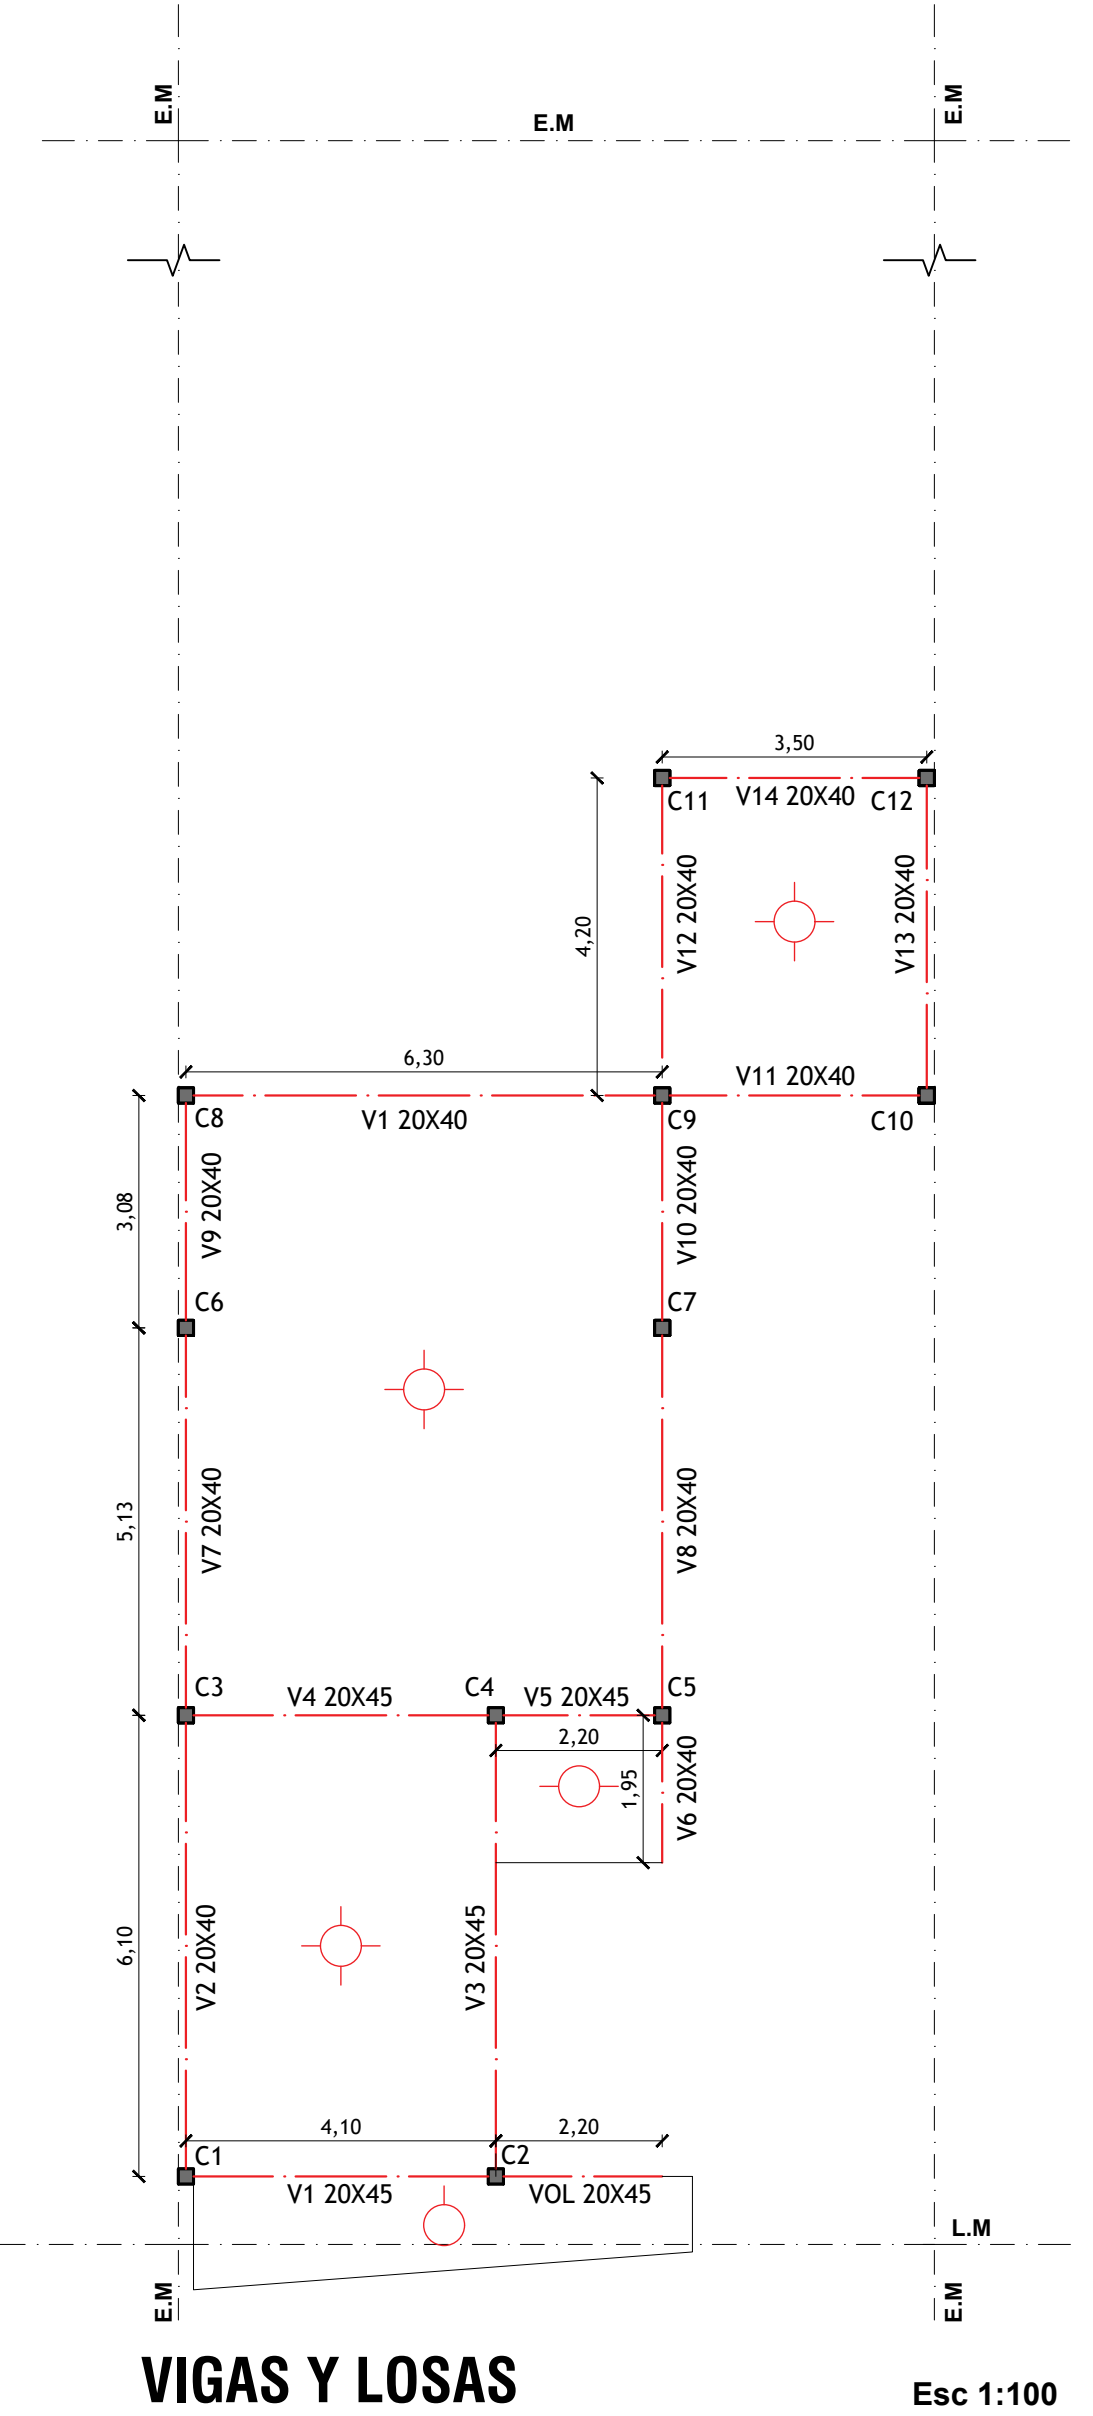 E.M
E.M
E.M
3,50
C11
V14 20X40
C12
V12 20X40
V13 20X40
4,20
6,30
V11 20X40
C8
V1 20X40
C9
C10
3,08
V9 20X40
V10 20X40
C6
C7
5,13
V7 20X40
V8 20X40
C3
V4 20X45
C4
V5 20X45
C5
2,20
1,95
V6 20X40
6,10
V2 20X40
V3 20X45
4,10
2,20
C1
C2
V1 20X45
VOL 20X45
L.M
E.M
E.M
VIGAS Y LOSAS
Esc 1:100